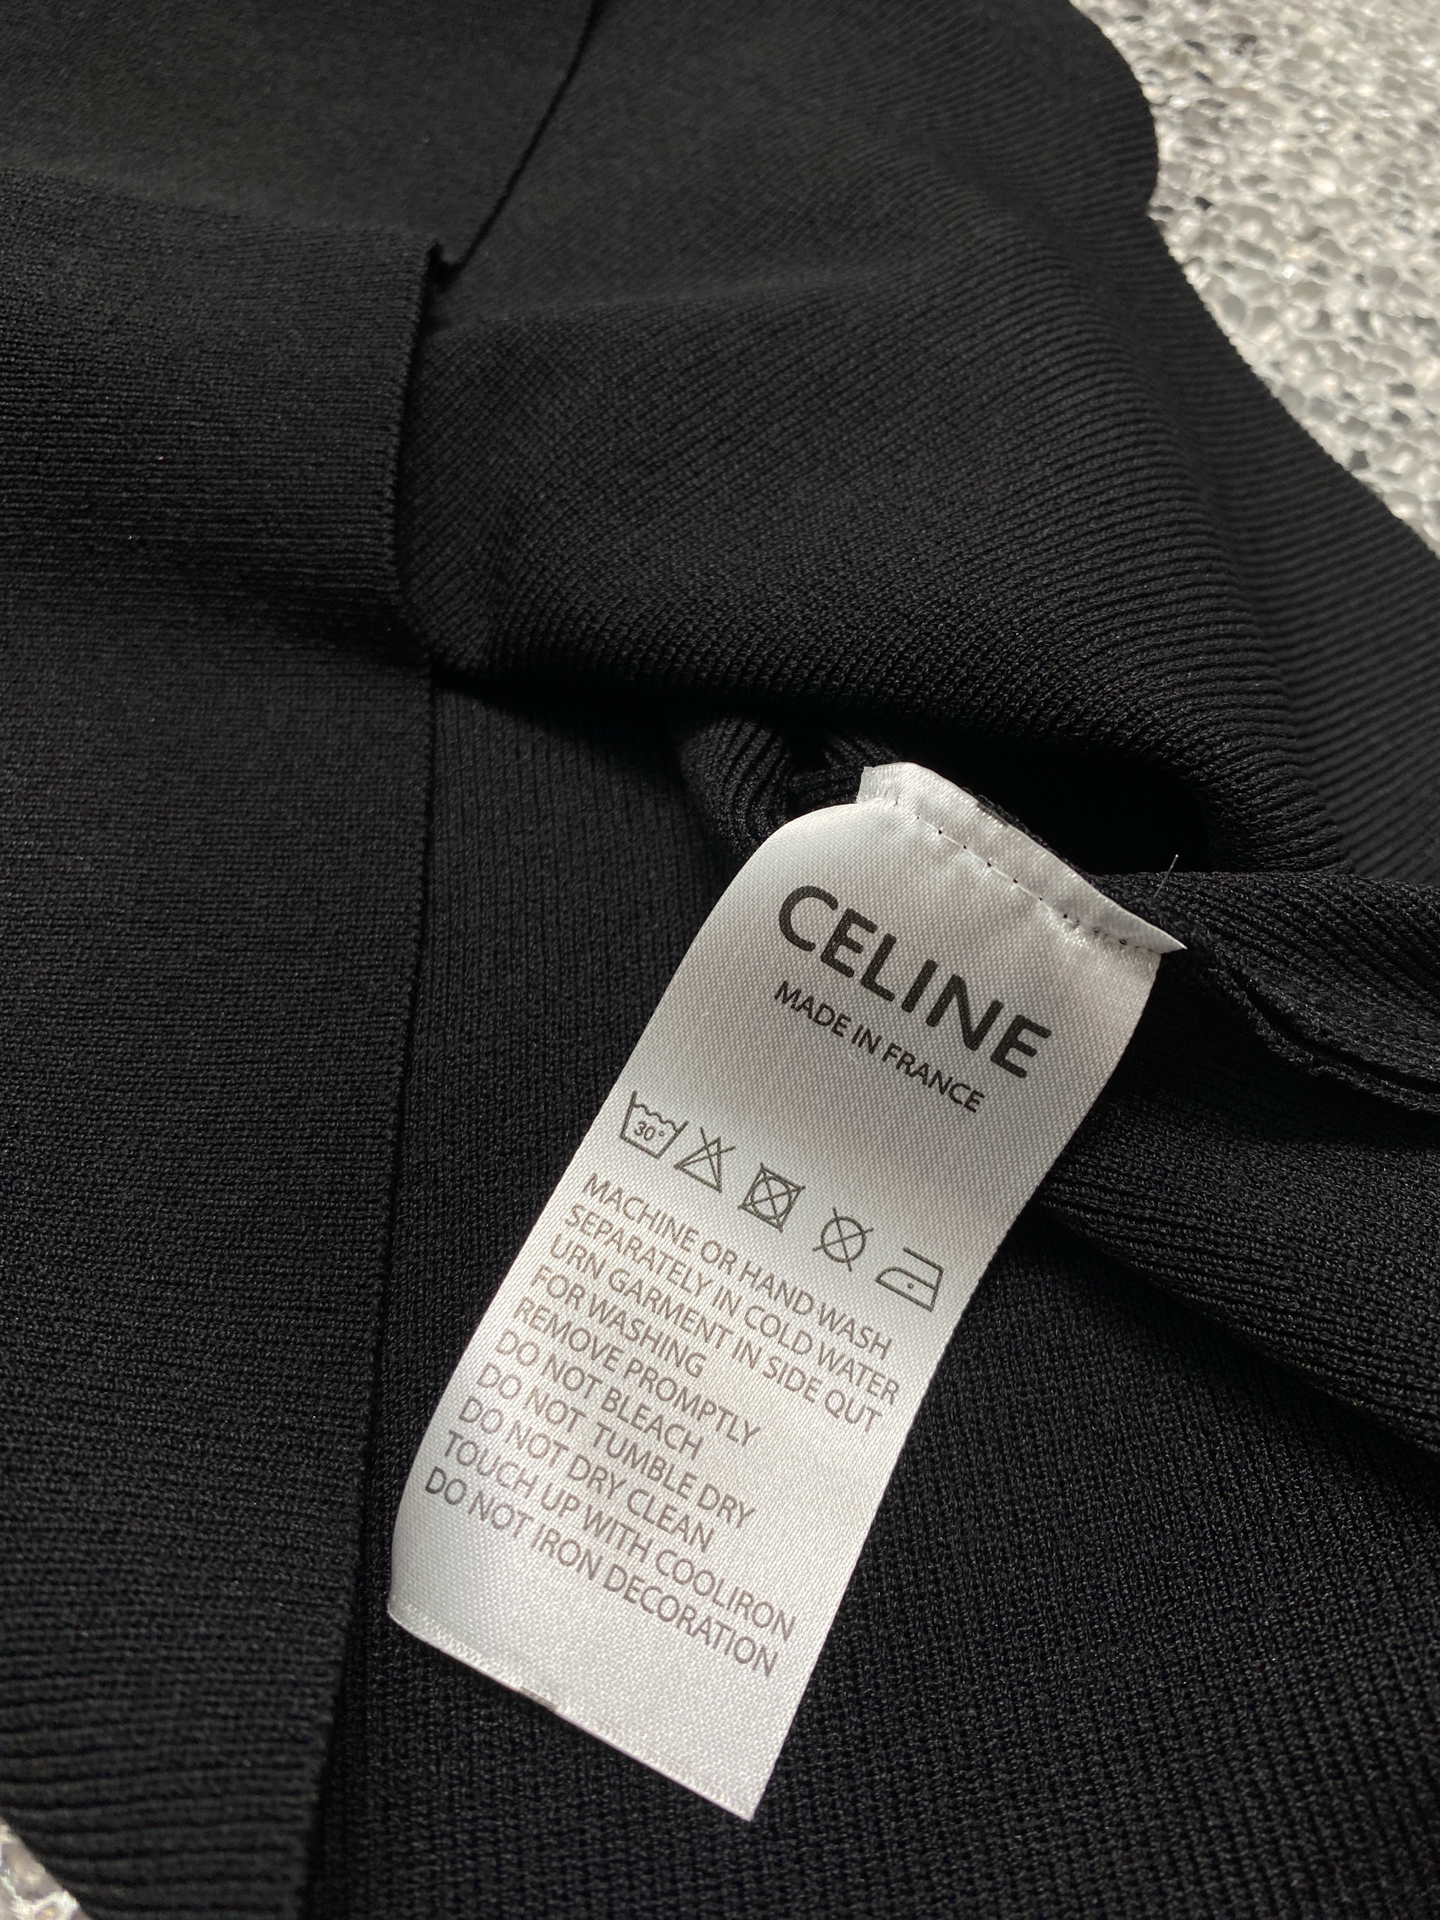 CELINE
MADE IN FRANCE
30°
MACHINE OR HAND WASH
SEPARATELY IN COLD WATER
URN GARMENT IN SIDE OUT
FOR WASHING
REMOVE PROMPTLY
DO NOT BLEACH
DO NOT TUMBLE DRY
DO NOT DRY CLEAN
TOUCH UP WITH COOLIRON
DO NOT IRON DECORATION